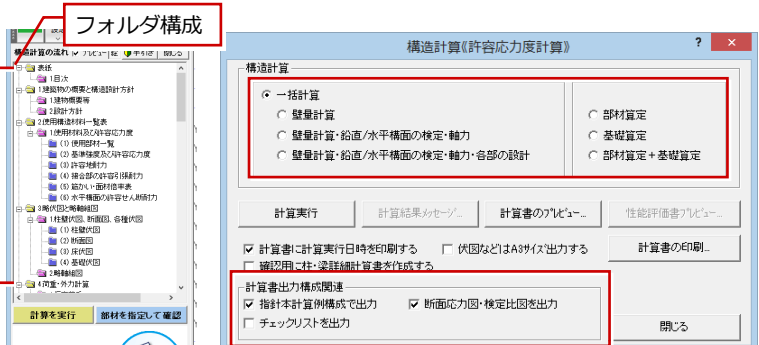 フォルダ構成
構造計算の流れ
表紙
1.目次
1.建築物の概要と構造設計方針
1.建物概要等
2.設計方針
2.使用構造材料一覧表
1.使用材料及び許容応力度
(1) 使用部材一覧
(2) 基準強度及び許容応力度
(3) 許容地耐力
(4) 接合部の許容引張耐力
(5) 筋かい・面材倍率表
(6) 水平構面の許容せん断耐力
3.略伏図と略軸組図
1.柱壁伏図、断面図、各種伏図
(1) 柱壁伏図
(2) 断面図
(3) 床伏図
(4) 基礎伏図
2.略軸組図
4.荷重・外力計算
計算を実行
部材を指定して確認
構造計算《許容応力度計算》
? ×
構造計算
一括計算
壁量計算
壁量計算・鉛直/水平構面の検定・軸力
壁量計算・鉛直/水平構面の検定・軸力・各部の設計
部材算定
基礎算定
部材算定+基礎算定
計算実行
計算結果メッセージ...
計算書のプレビュー...
性能評価書プレビュー...
計算書に計算実行日時を印刷する
伏図などはA3サイズ出力する
計算書の印刷...
確認用に柱・梁詳細計算書を作成する
計算書出力構成関連
指針本計算例構成で出力
断面応力図・検定比図を出力
チェックリストを出力
閉じる